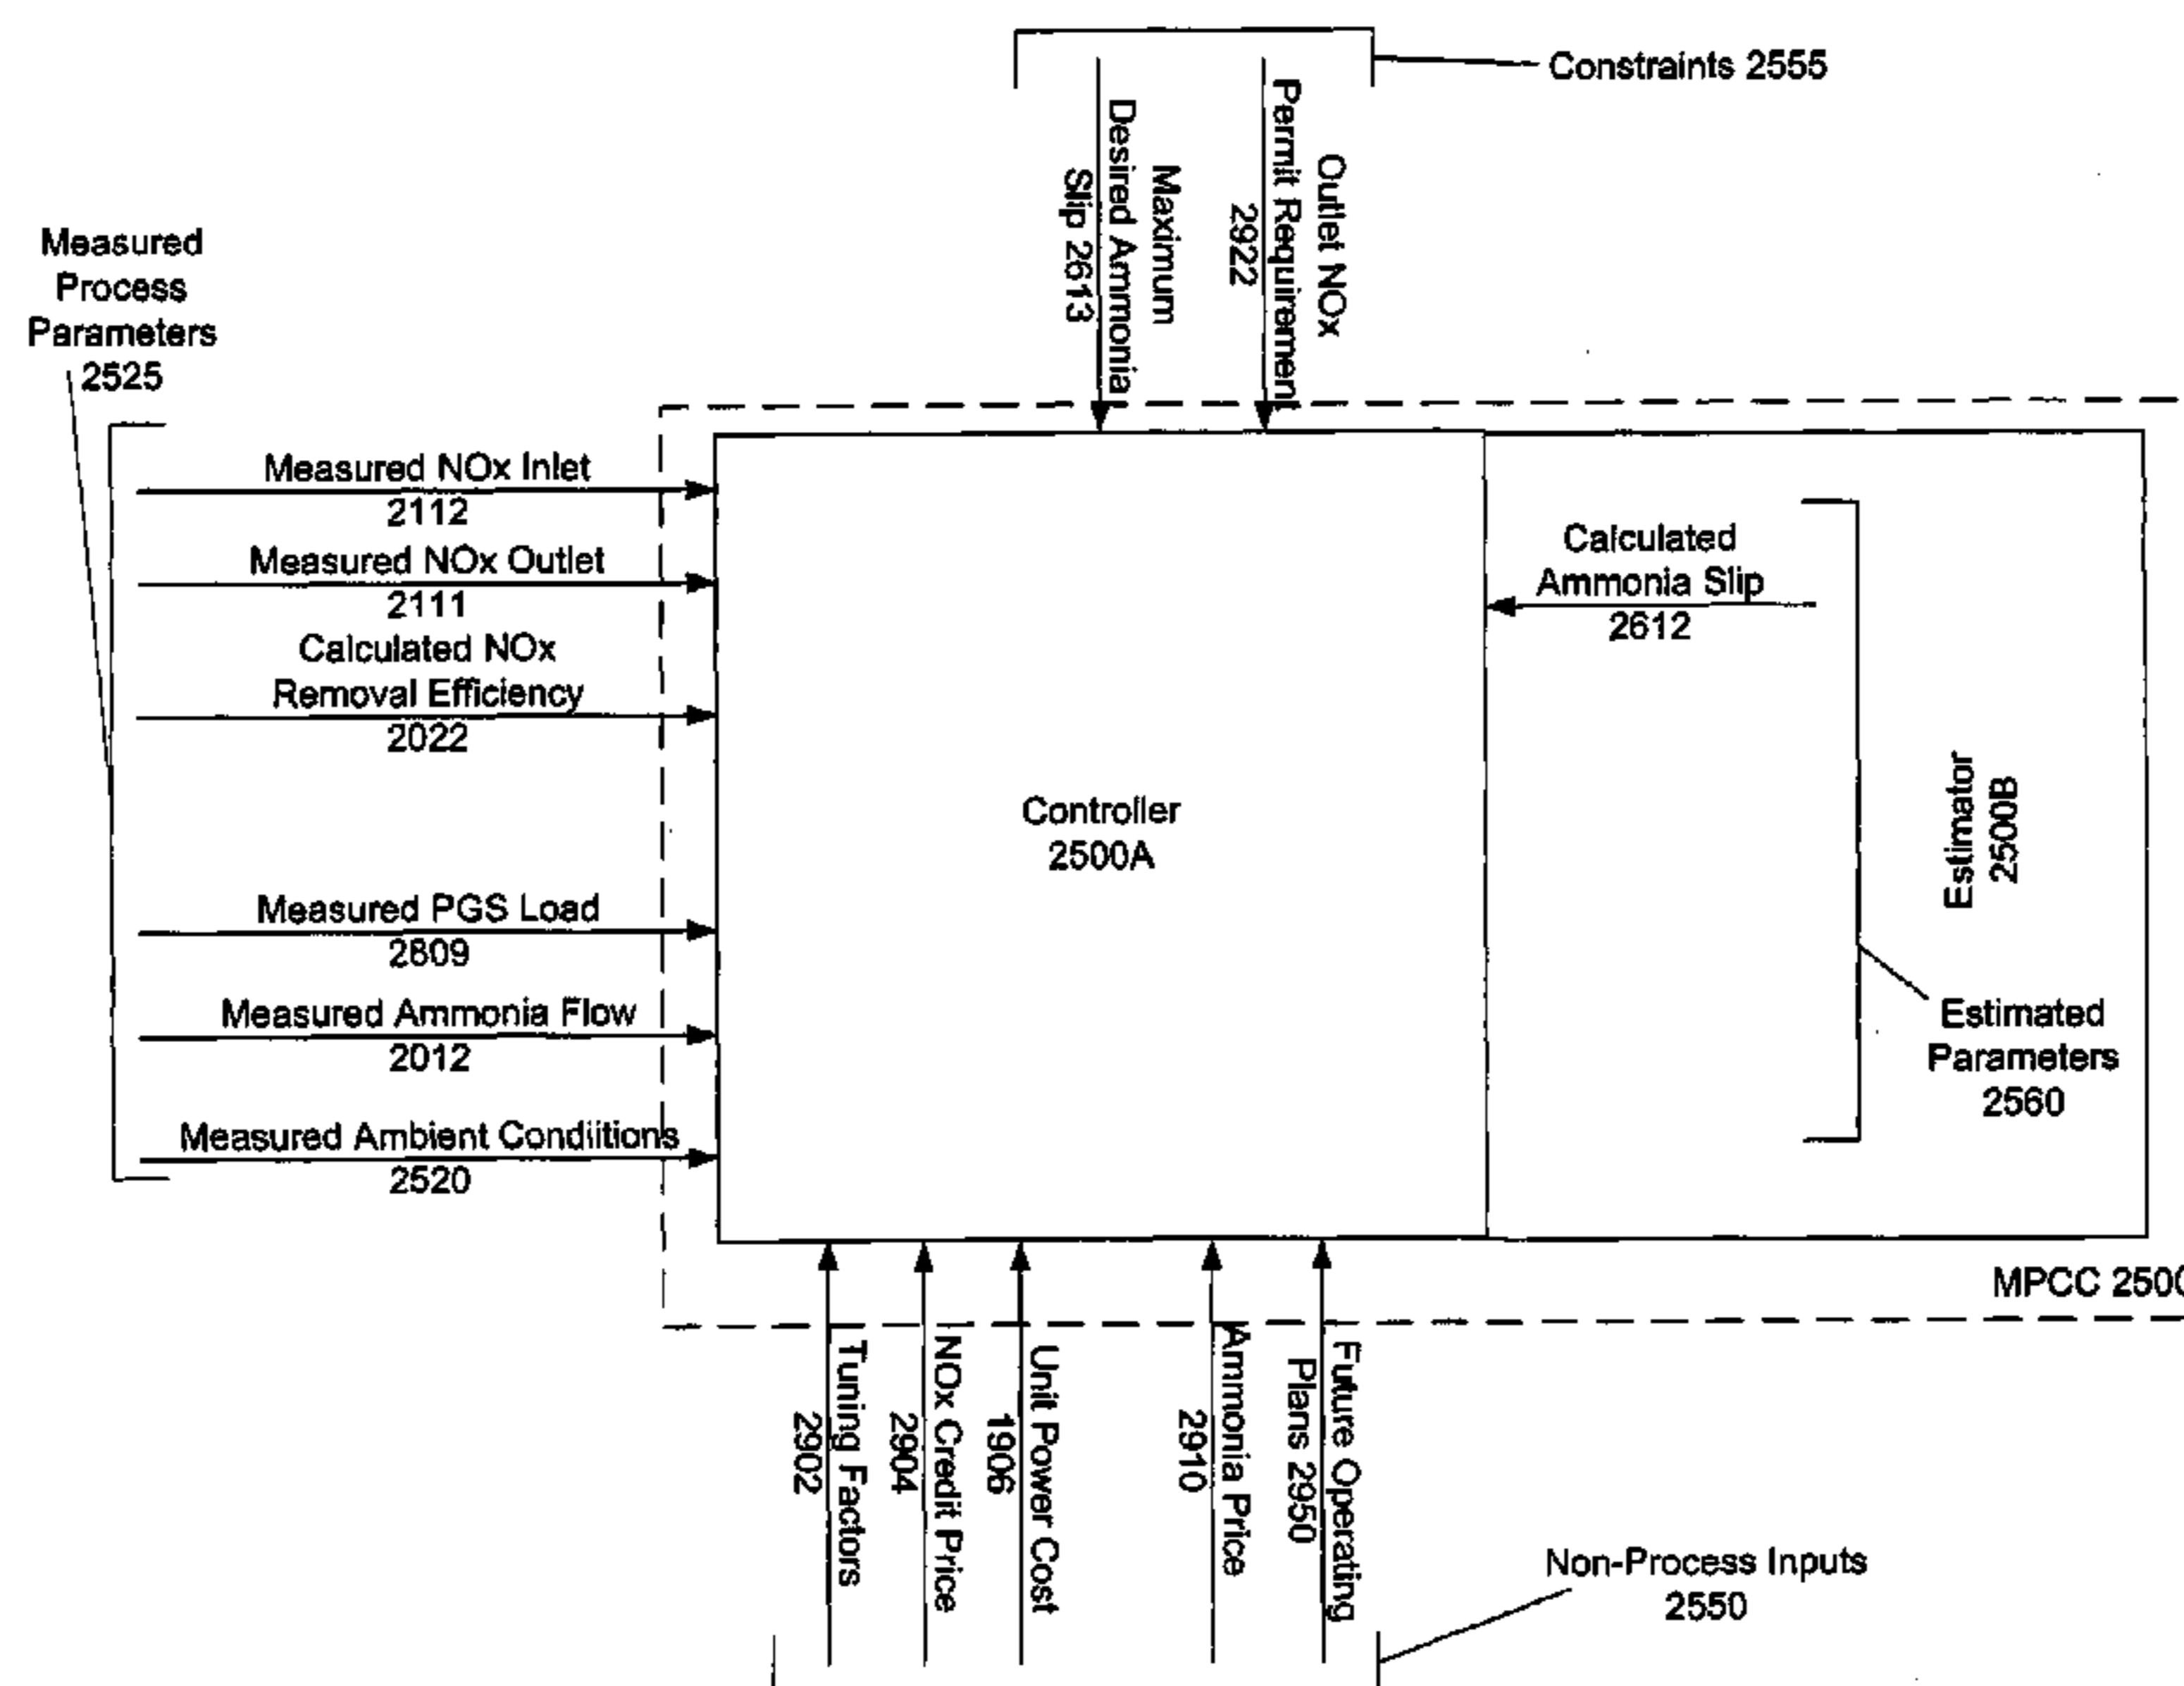 Constraints 2555
Maximum
Desired Ammonia
Slip 2613
Outlet NOx
Permit Requirement
2922
Measured
Process
Parameters
2525
Measured NOx Inlet
2112
Measured NOx Outlet
2111
Calculated NOx
Removal Efficiency
2022
Measured PGS Load
2809
Measured Ammonia Flow
2012
Measured Ambient Condiitions
2520
Controller
2500A
Calculated
Ammonia Slip
2612
Estimator
2500B
Estimated
Parameters
2560
MPCC 2500
Tuning Factors
2902
NOx Credit Price
2904
Unit Power Cost
1906
Ammonia Price
2910
Future Operating
Plans 2950
Non-Process Inputs
2550